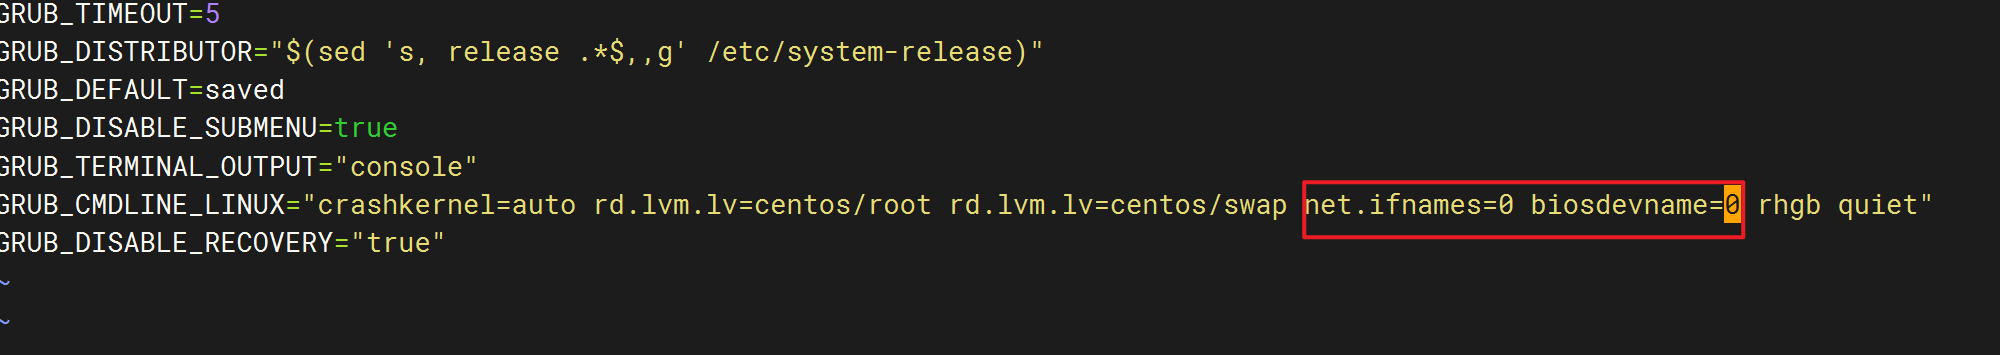 GRUB_TIMEOUT=5
GRUB_DISTRIBUTOR="$(sed 's, release .*$,,g' /etc/system-release)"
GRUB_DEFAULT=saved
GRUB_DISABLE_SUBMENU=true
GRUB_TERMINAL_OUTPUT="console"
GRUB_CMDLINE_LINUX="crashkernel=auto rd.lvm.lv=centos/root rd.lvm.lv=centos/swap net.ifnames=0 biosdevname=0 rhgb quiet"
GRUB_DISABLE_RECOVERY="true"
~
~